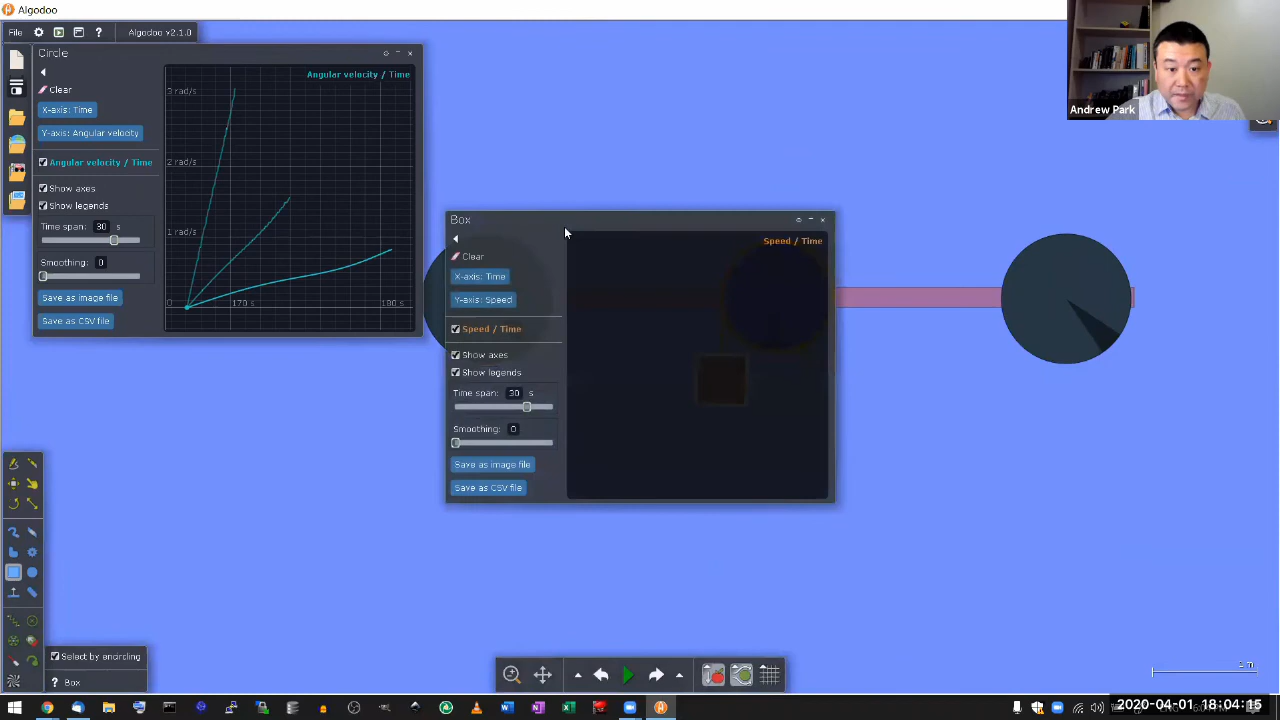 Algodoo
File
?
Algodoo v2.1.0
Circle
Clear
X-axis: Time
Y-axis: Angular velocity
Angular velocity / Time
Show axes
Show legends
Time span: 30 s
Smoothing: 0
Save as image file
Save as CSV file
Angular velocity / Time
3 rad/s
2 rad/s
1 rad/s
0
170 s
180 s
Box
Clear
X-axis: Time
Y-axis: Speed
Speed / Time
Show axes
Show legends
Time span: 30 s
Smoothing: 0
Save as image file
Save as CSV file
Speed / Time
Andrew Park
Select by encircling
? Box
1 m
2020-04-01 18:04:15